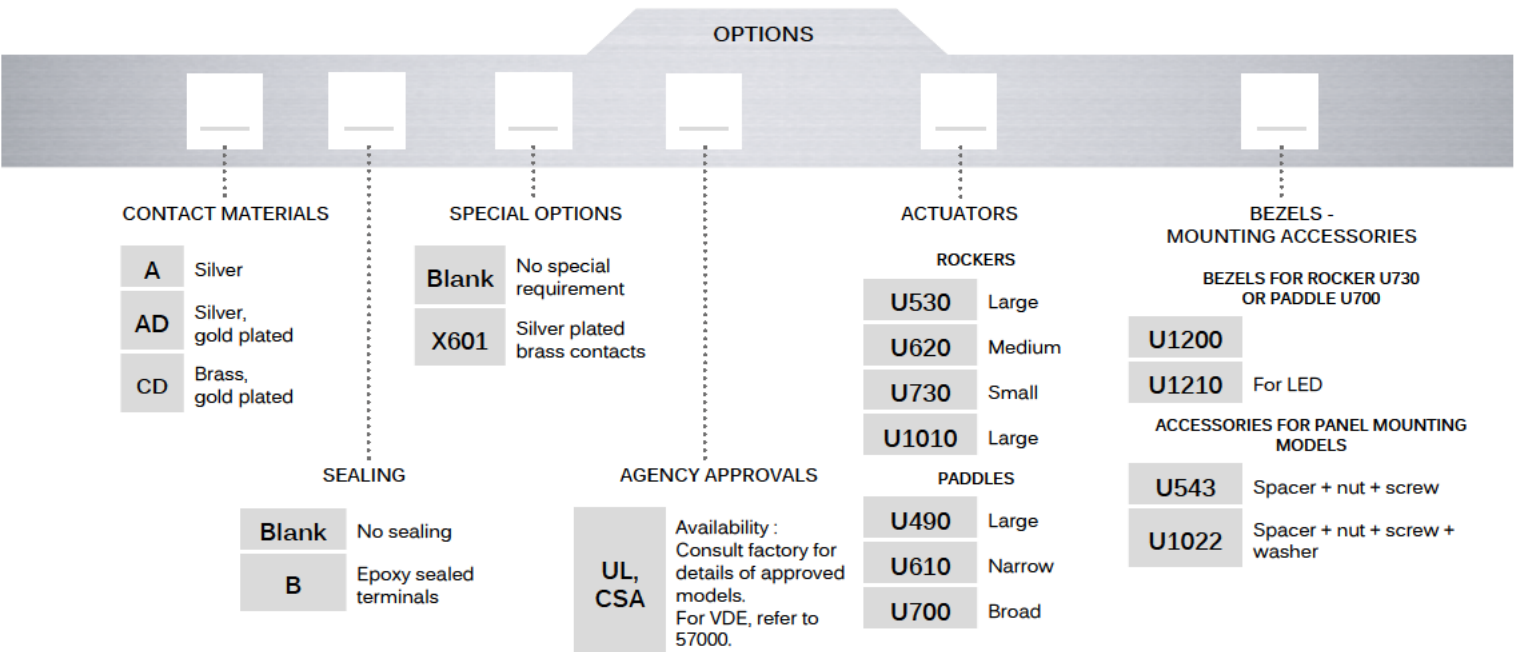 OPTIONS
CONTACT MATERIALS
A
Silver
AD
Silver,
gold plated
CD
Brass,
gold plated
SEALING
Blank
No sealing
B
Epoxy sealed
terminals
SPECIAL OPTIONS
Blank
No special
requirement
X601
Silver plated
brass contacts
AGENCY APPROVALS
UL,
CSA
Availability :
Consult factory for
details of approved
models.
For VDE, refer to
57000.
ACTUATORS
ROCKERS
U530
Large
U620
Medium
U730
Small
U1010
Large
PADDLES
U490
Large
U610
Narrow
U700
Broad
BEZELS -
MOUNTING ACCESSORIES
BEZELS FOR ROCKER U730
OR PADDLE U700
U1200
U1210
For LED
ACCESSORIES FOR PANEL MOUNTING
MODELS
U543
Spacer + nut + screw
U1022
Spacer + nut + screw +
washer